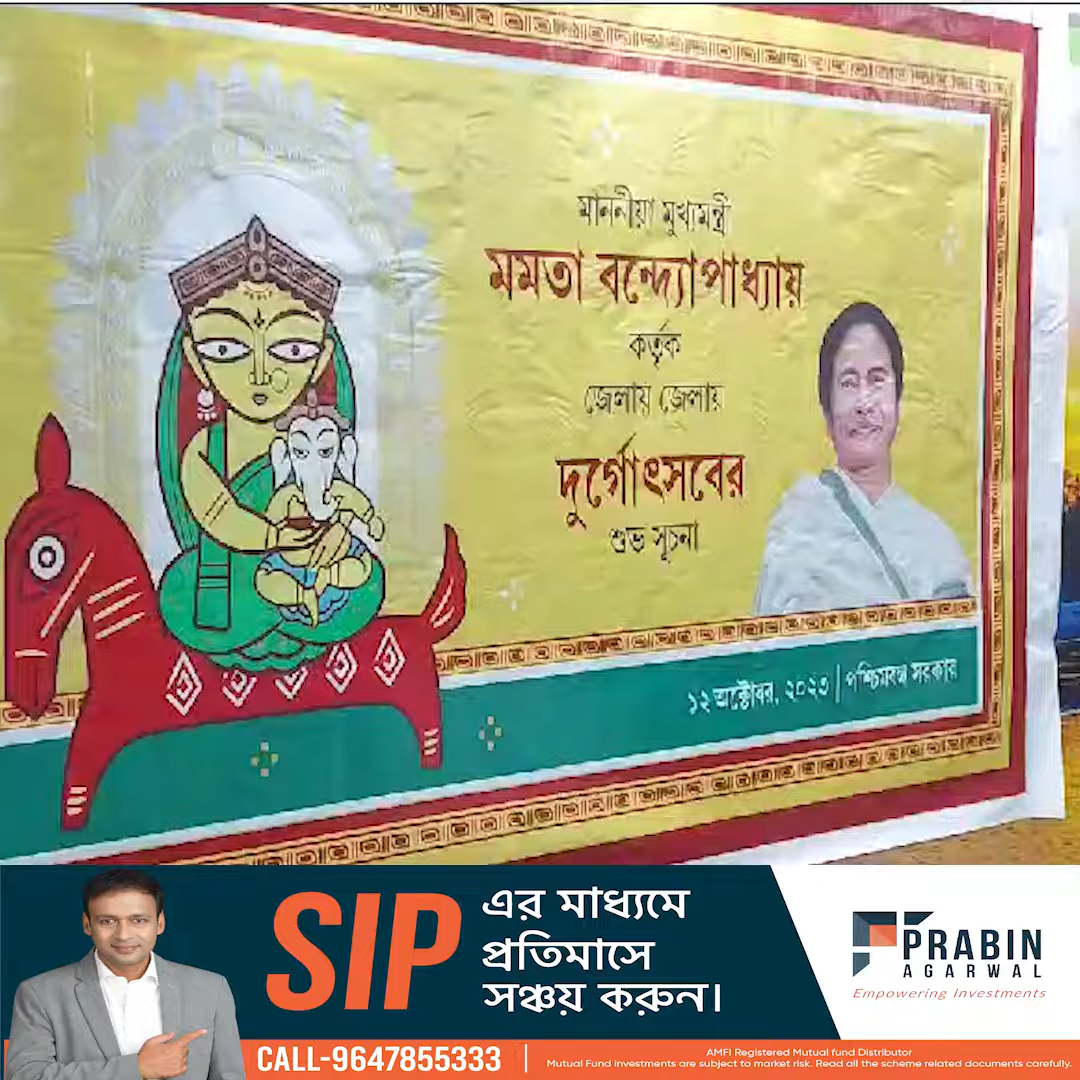 মাননীয়া মুখ্যমন্ত্রী
মমতা বন্দ্যোপাধ্যায়
কর্তৃক
জেলায় জেলায়
দুর্গোৎসবের
শুভ সূচনা
১২ অক্টোবর, ২০২৩ | পশ্চিমবঙ্গ সরকার
SIP
এর মাধ্যমে
প্রতিমাসে
সঞ্চয় করুন।
PRABIN
AGARWAL
Empowering Investments
CALL-9647855333
AMFI Registered Mutual fund Distributor
Mutual Fund investments are subject to market risk. Read all the scheme related documents carefully.